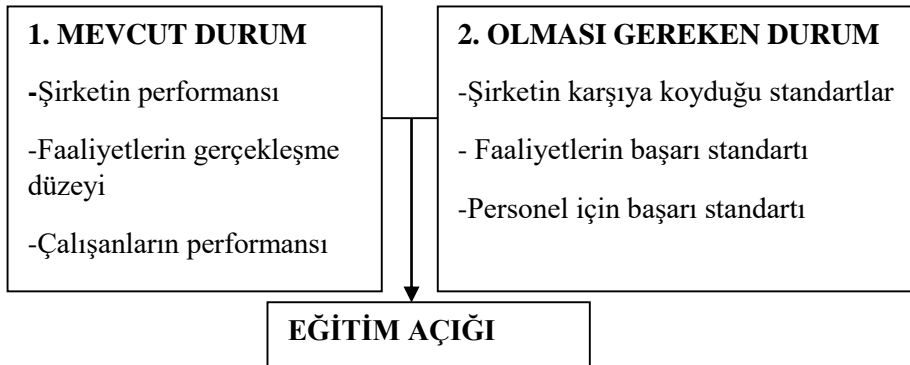 1. MEVCUT DURUM
-Şirketin performansı
-Faaliyetlerin gerçekleşme
düzeyi
-Çalışanların performansı
2. OLMASI GEREKEN DURUM
-Şirketin karşıya koyduğu standartlar
- Faaliyetlerin başarı standartı
-Personel için başarı standartı
EĞİTİM AÇIĞI